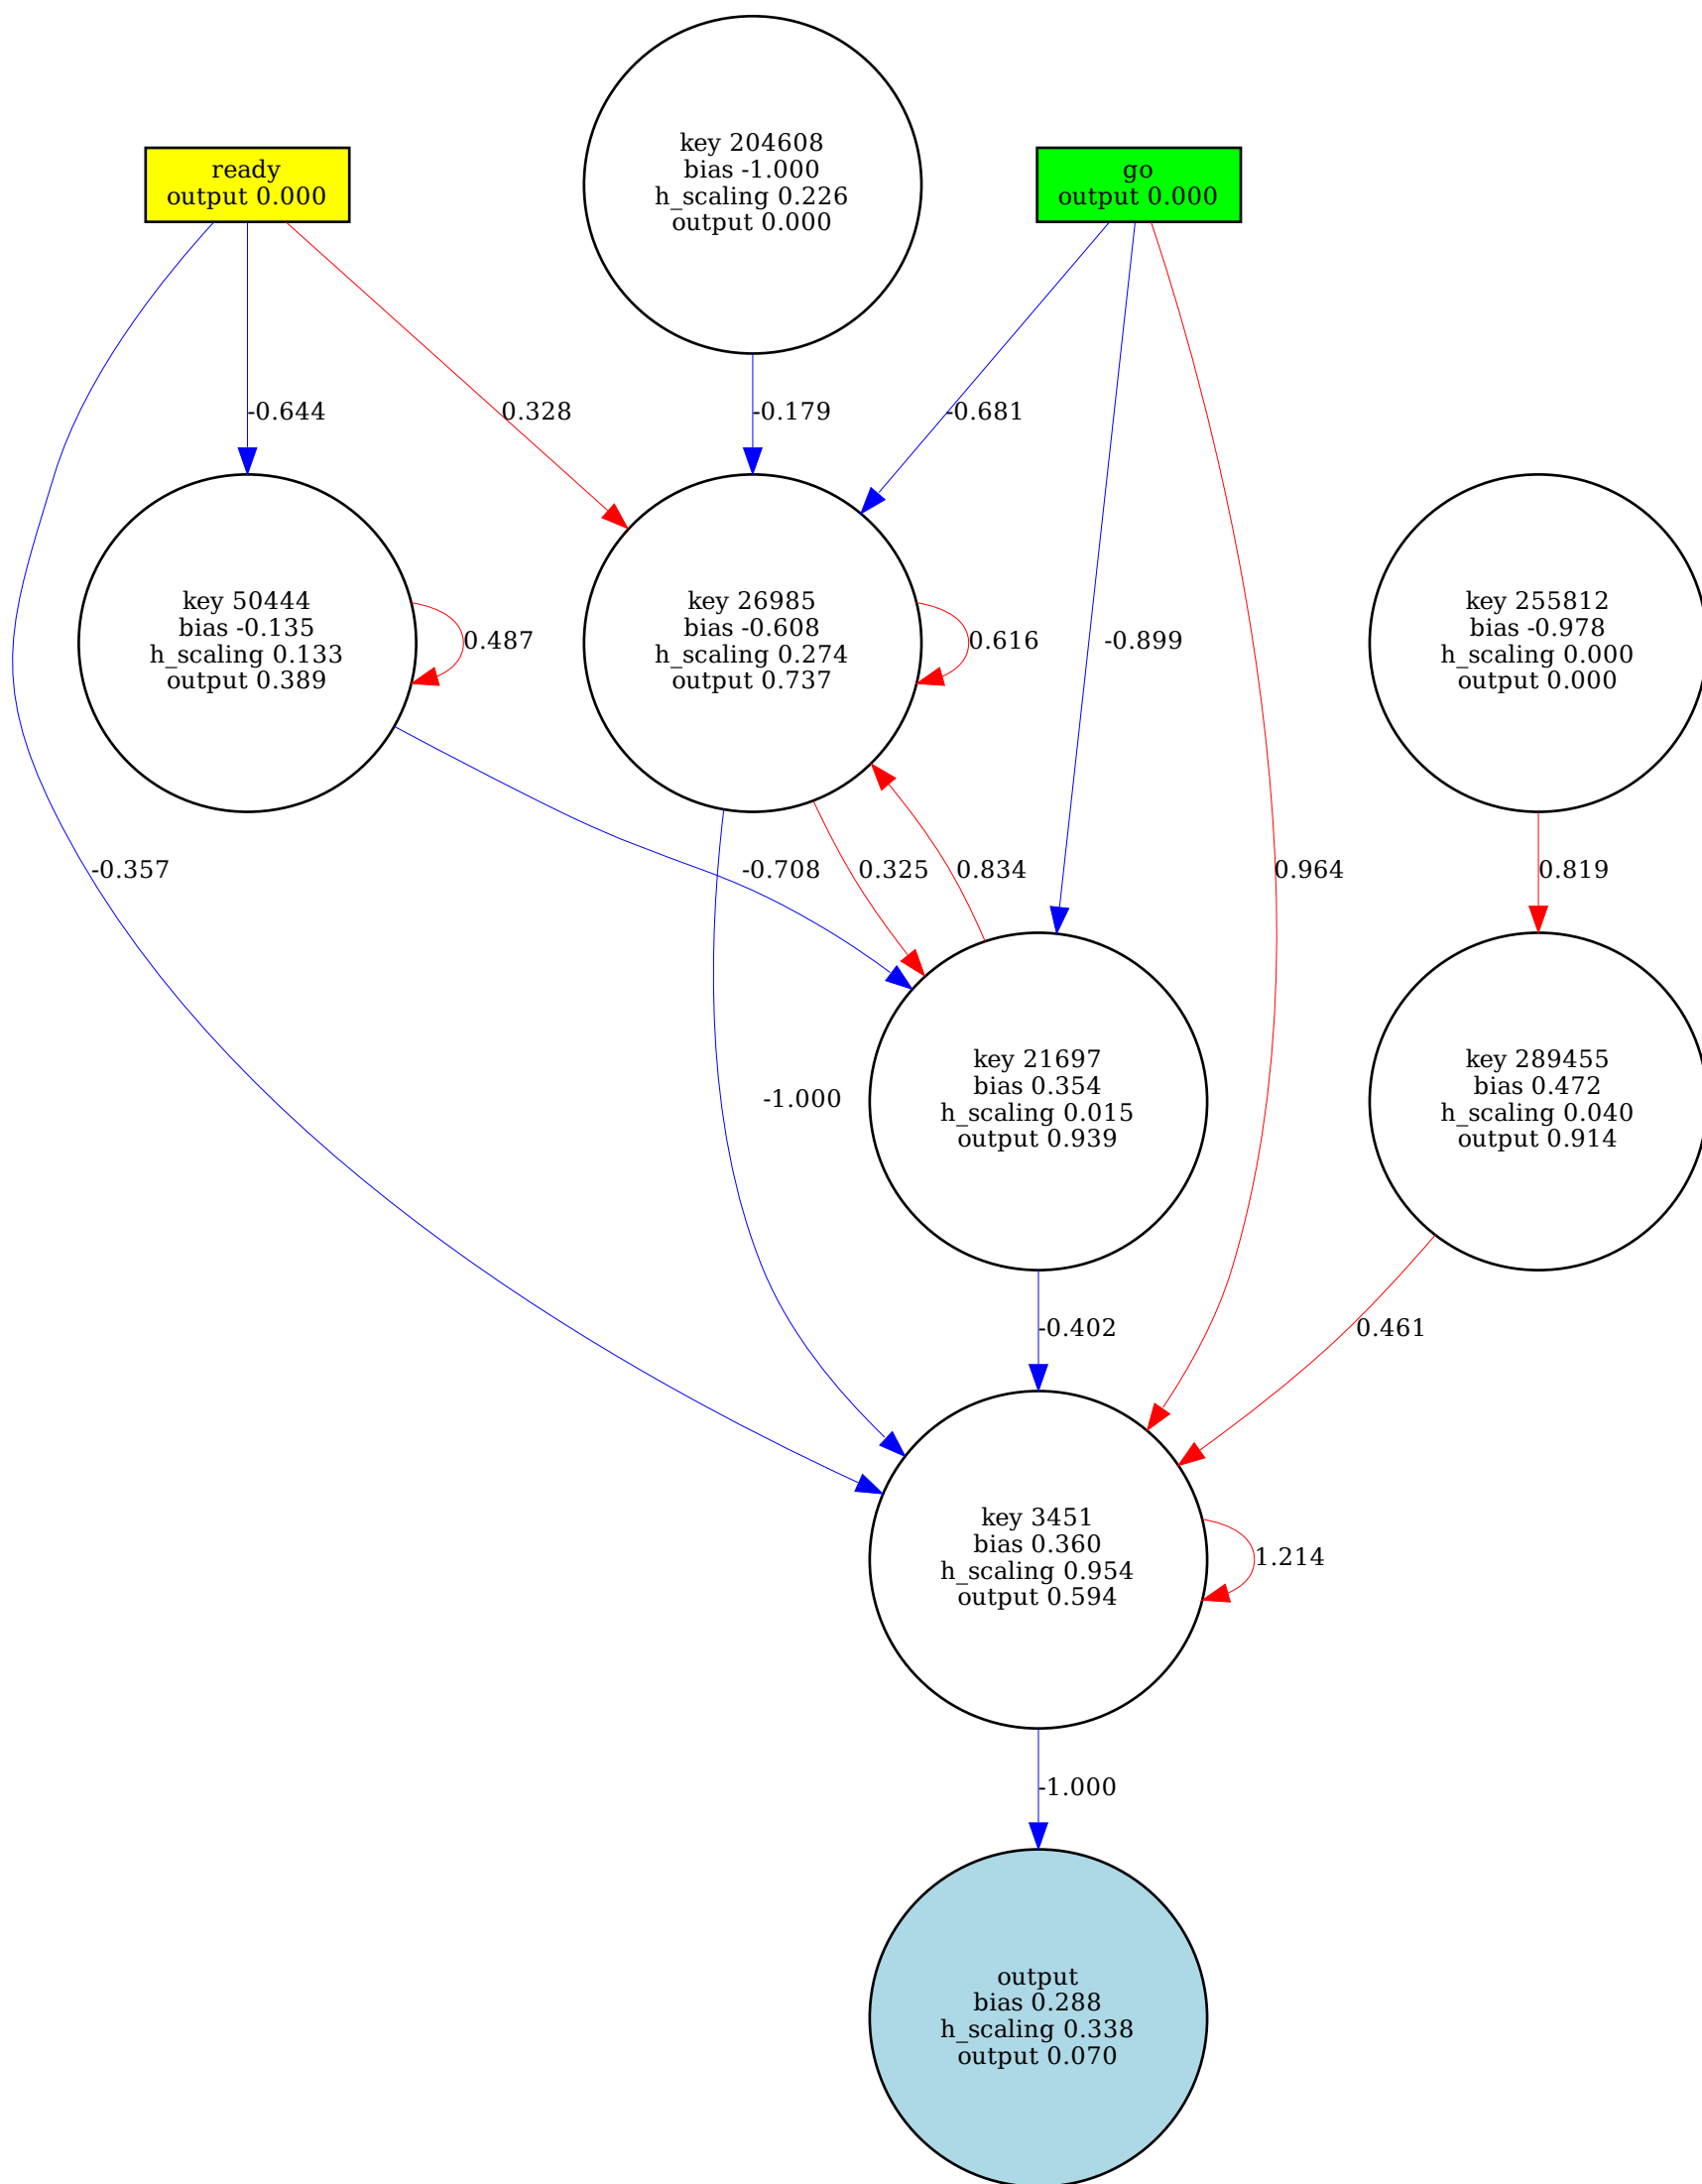 key 204608
bias -1.000
h_scaling 0.226
output 0.000
ready
output 0.000
go
output 0.000
-0.644
0.328
-0.179
-0.681
key 50444
bias -0.135
h_scaling 0.133
output 0.389
0.487
key 26985
bias -0.608
h_scaling 0.274
output 0.737
0.616
-0.899
key 255812
bias -0.978
h_scaling 0.000
output 0.000
-0.357
-0.708
0.325
0.834
0.964
0.819
-1.000
key 21697
bias 0.354
h_scaling 0.015
output 0.939
key 289455
bias 0.472
h_scaling 0.040
output 0.914
-0.402
0.461
key 3451
bias 0.360
h_scaling 0.954
output 0.594
1.214
-1.000
output
bias 0.288
h_scaling 0.338
output 0.070